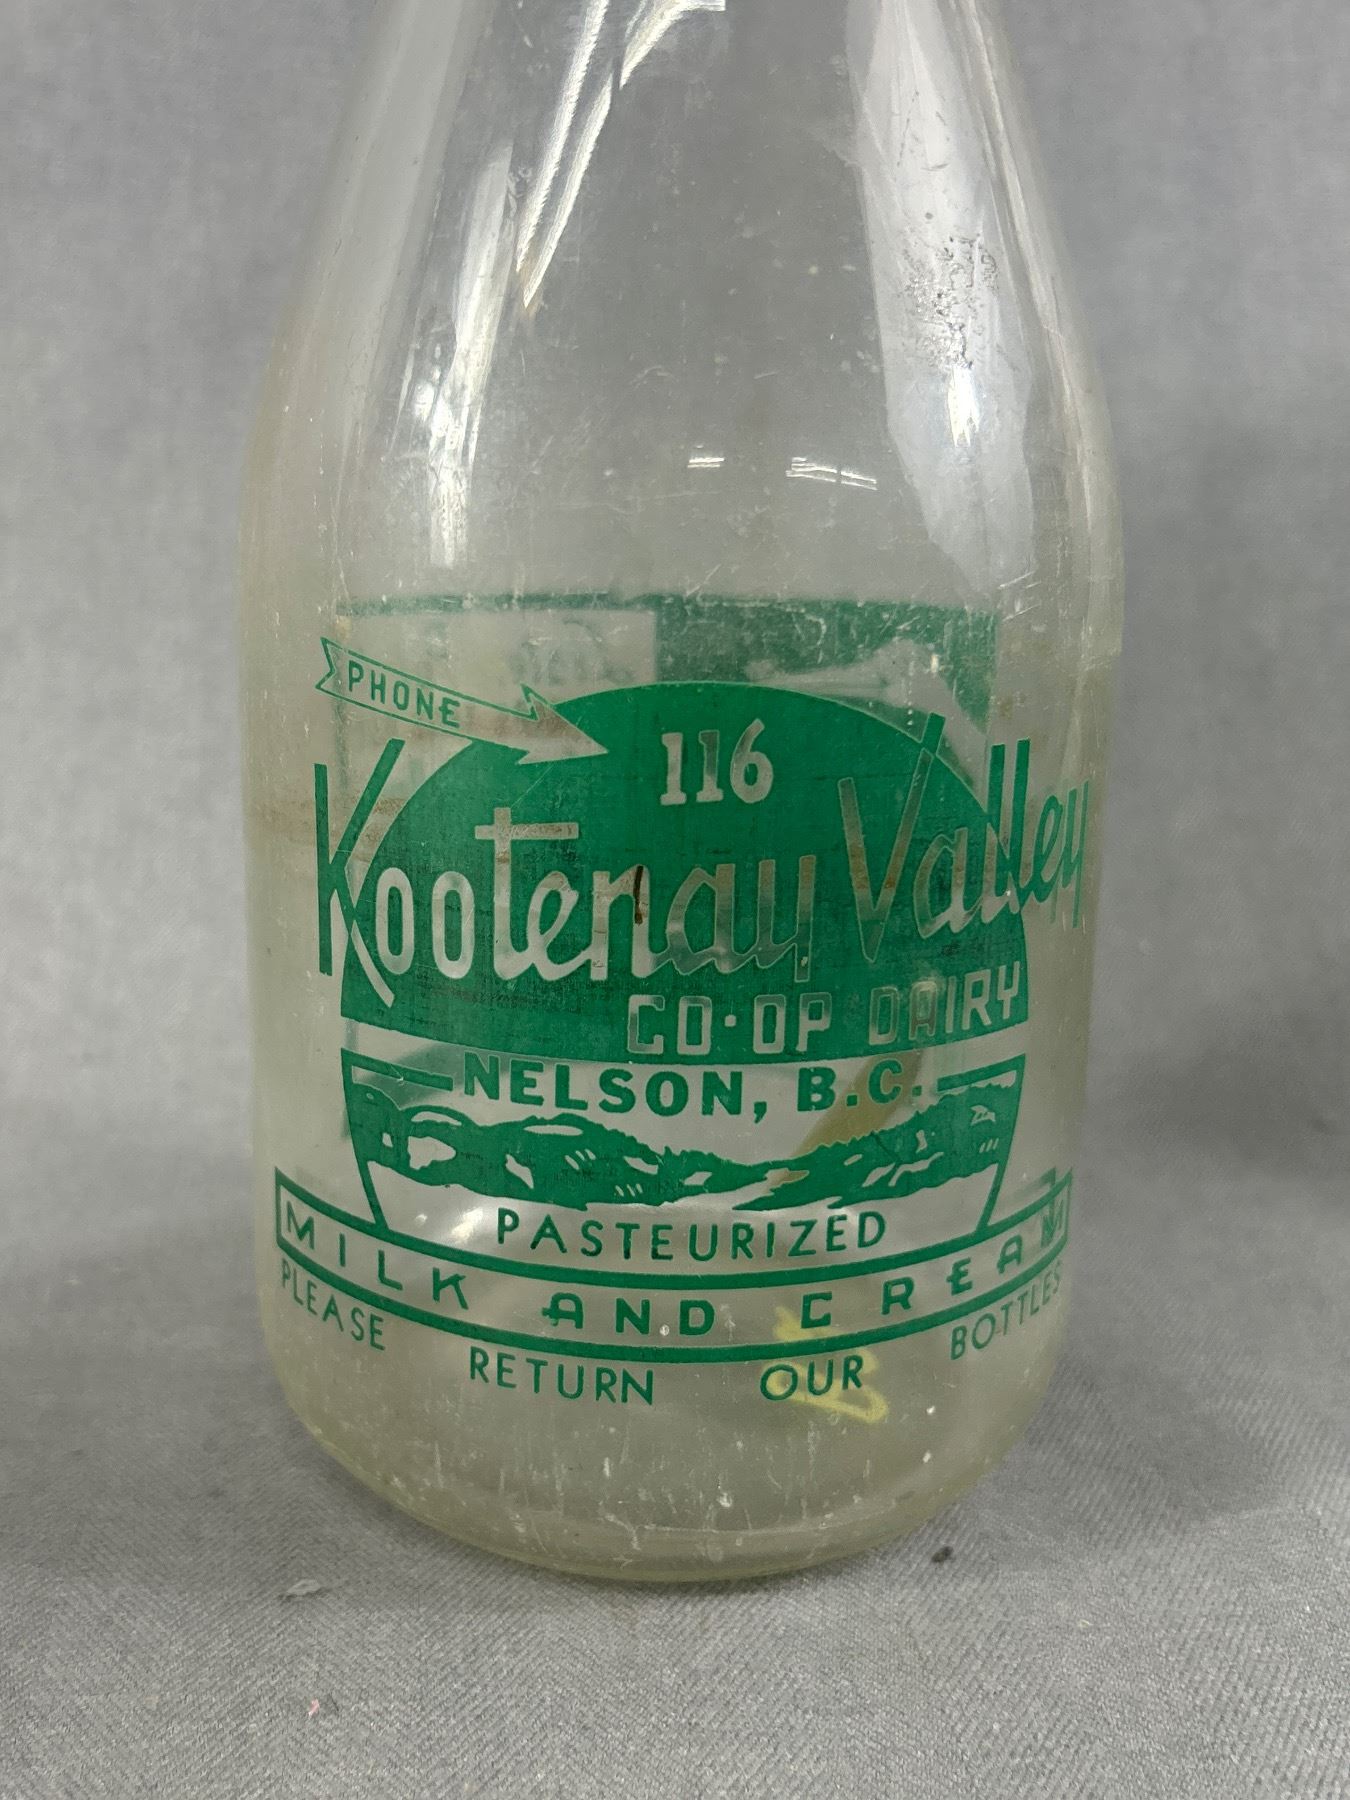 PHONE
116
Kootenay Valley
CO·OP DAIRY
NELSON, B.C.
PASTEURIZED
MILK AND CREAM
PLEASE RETURN OUR BOTTLES